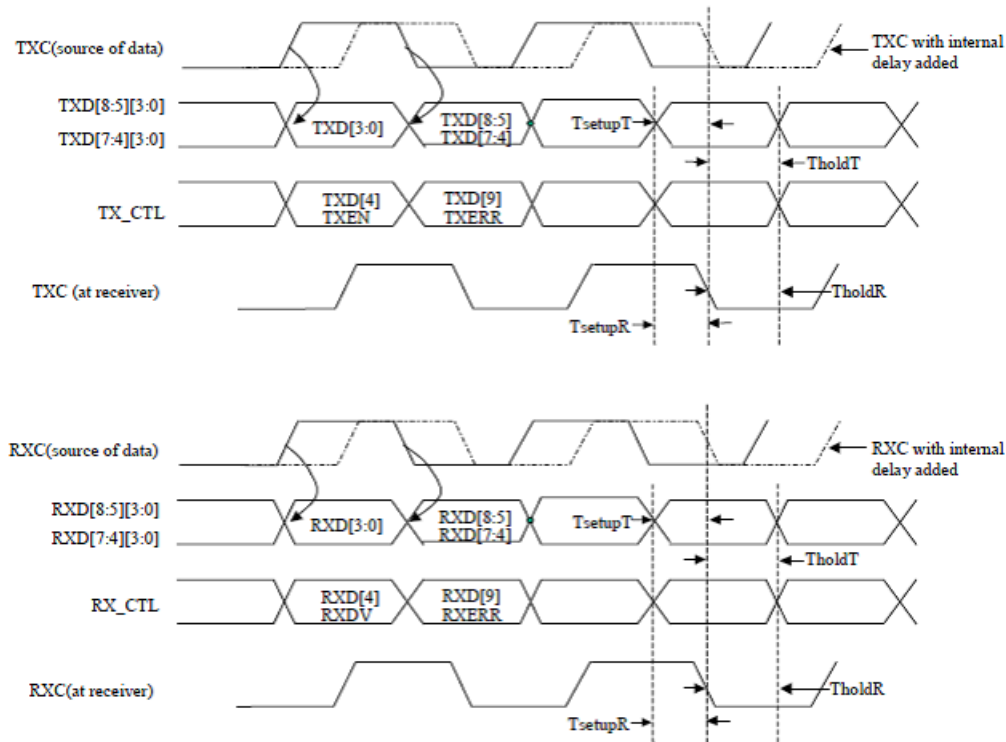 TXC(source of data)
TXC with internal
delay added
TXD[8:5][3:0]
TXD[7:4][3:0]
TXD[3:0]
TXD[8:5]
TXD[7:4]
TsetupT
TholdT
TX_CTL
TXD[4]
TXEN
TXD[9]
TXERR
TXC (at receiver)
TholdR
TsetupR
RXC(source of data)
RXC with internal
delay added
RXD[8:5][3:0]
RXD[7:4][3:0]
RXD[3:0]
RXD[8:5]
RXD[7:4]
TsetupT
TholdT
RX_CTL
RXD[4]
RXDV
RXD[9]
RXERR
RXC(at receiver)
TholdR
TsetupR